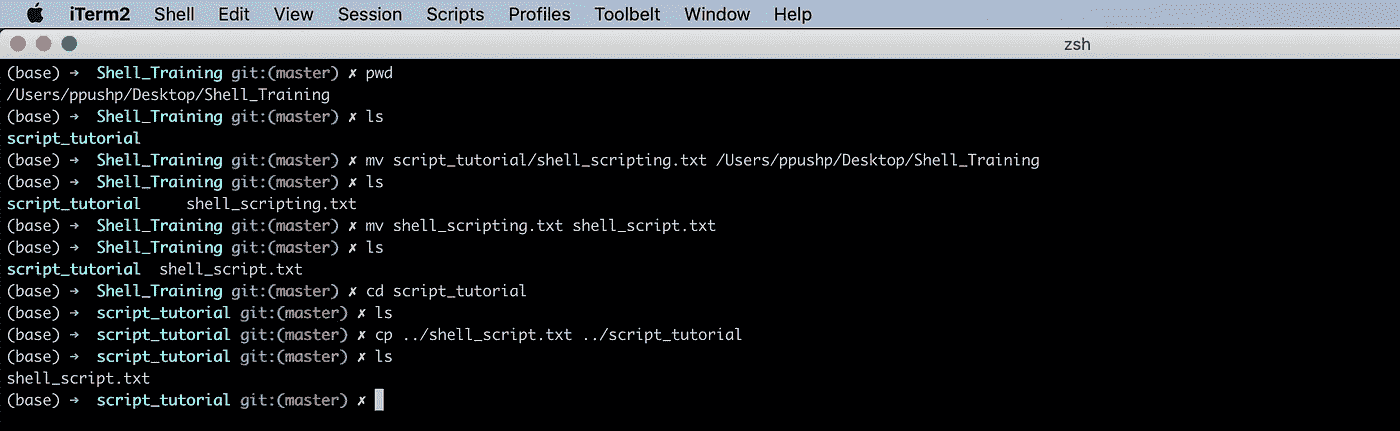 iTerm2 Shell Edit View Session Scripts Profiles Toolbelt Window Help
zsh
(base) → Shell_Training git:(master) ✗ pwd
/Users/ppushp/Desktop/Shell_Training
(base) → Shell_Training git:(master) ✗ ls
script_tutorial
(base) → Shell_Training git:(master) ✗ mv script_tutorial/shell_scripting.txt /Users/ppushp/Desktop/Shell_Training
(base) → Shell_Training git:(master) ✗ ls
script_tutorial     shell_scripting.txt
(base) → Shell_Training git:(master) ✗ mv shell_scripting.txt shell_script.txt
(base) → Shell_Training git:(master) ✗ ls
script_tutorial  shell_script.txt
(base) → Shell_Training git:(master) ✗ cd script_tutorial
(base) → script_tutorial git:(master) ✗ ls
(base) → script_tutorial git:(master) ✗ cp ../shell_script.txt ../script_tutorial
(base) → script_tutorial git:(master) ✗ ls
shell_script.txt
(base) → script_tutorial git:(master) ✗